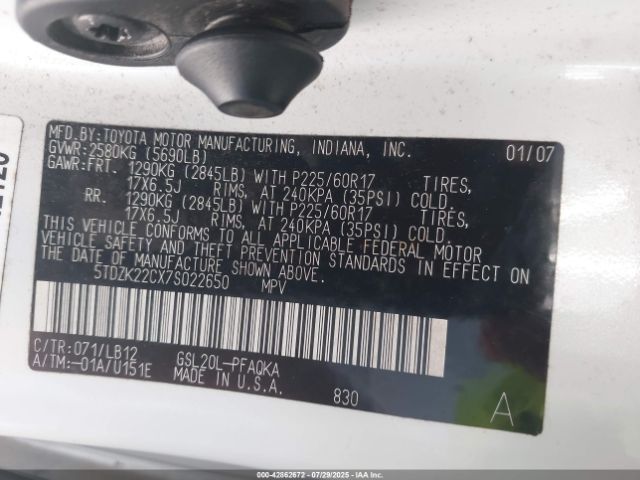 MFD.BY:TOYOTA MOTOR MANUFACTURING, INDIANA, INC. 01/07
GVWR:2580KG (5690LB)
GAWR:FRT. 1290KG (2845LB) WITH P225/60R17 TIRES,
17X6.5J RIMS, AT 240KPA (35PSI) COLD.
RR. 1290KG (2845LB) WITH P225/60R17 TIRES,
17X6.5J RIMS, AT 240KPA (35PSI) COLD.
THIS VEHICLE CONFORMS TO ALL APPLICABLE FEDERAL MOTOR
VEHICLE SAFETY AND THEFT PREVENTION STANDARDS IN EFFECT ON
THE DATE OF MANUFACTURE SHOWN ABOVE.
5TDZK22CX7S022650 MPV
C/TR:071/LB12 GSL20L-PFAQKA
A/TM:-01A/U151E MADE IN U.S.A. 830 A
000-42862672 - 07/29/2025 - IAAI.COM